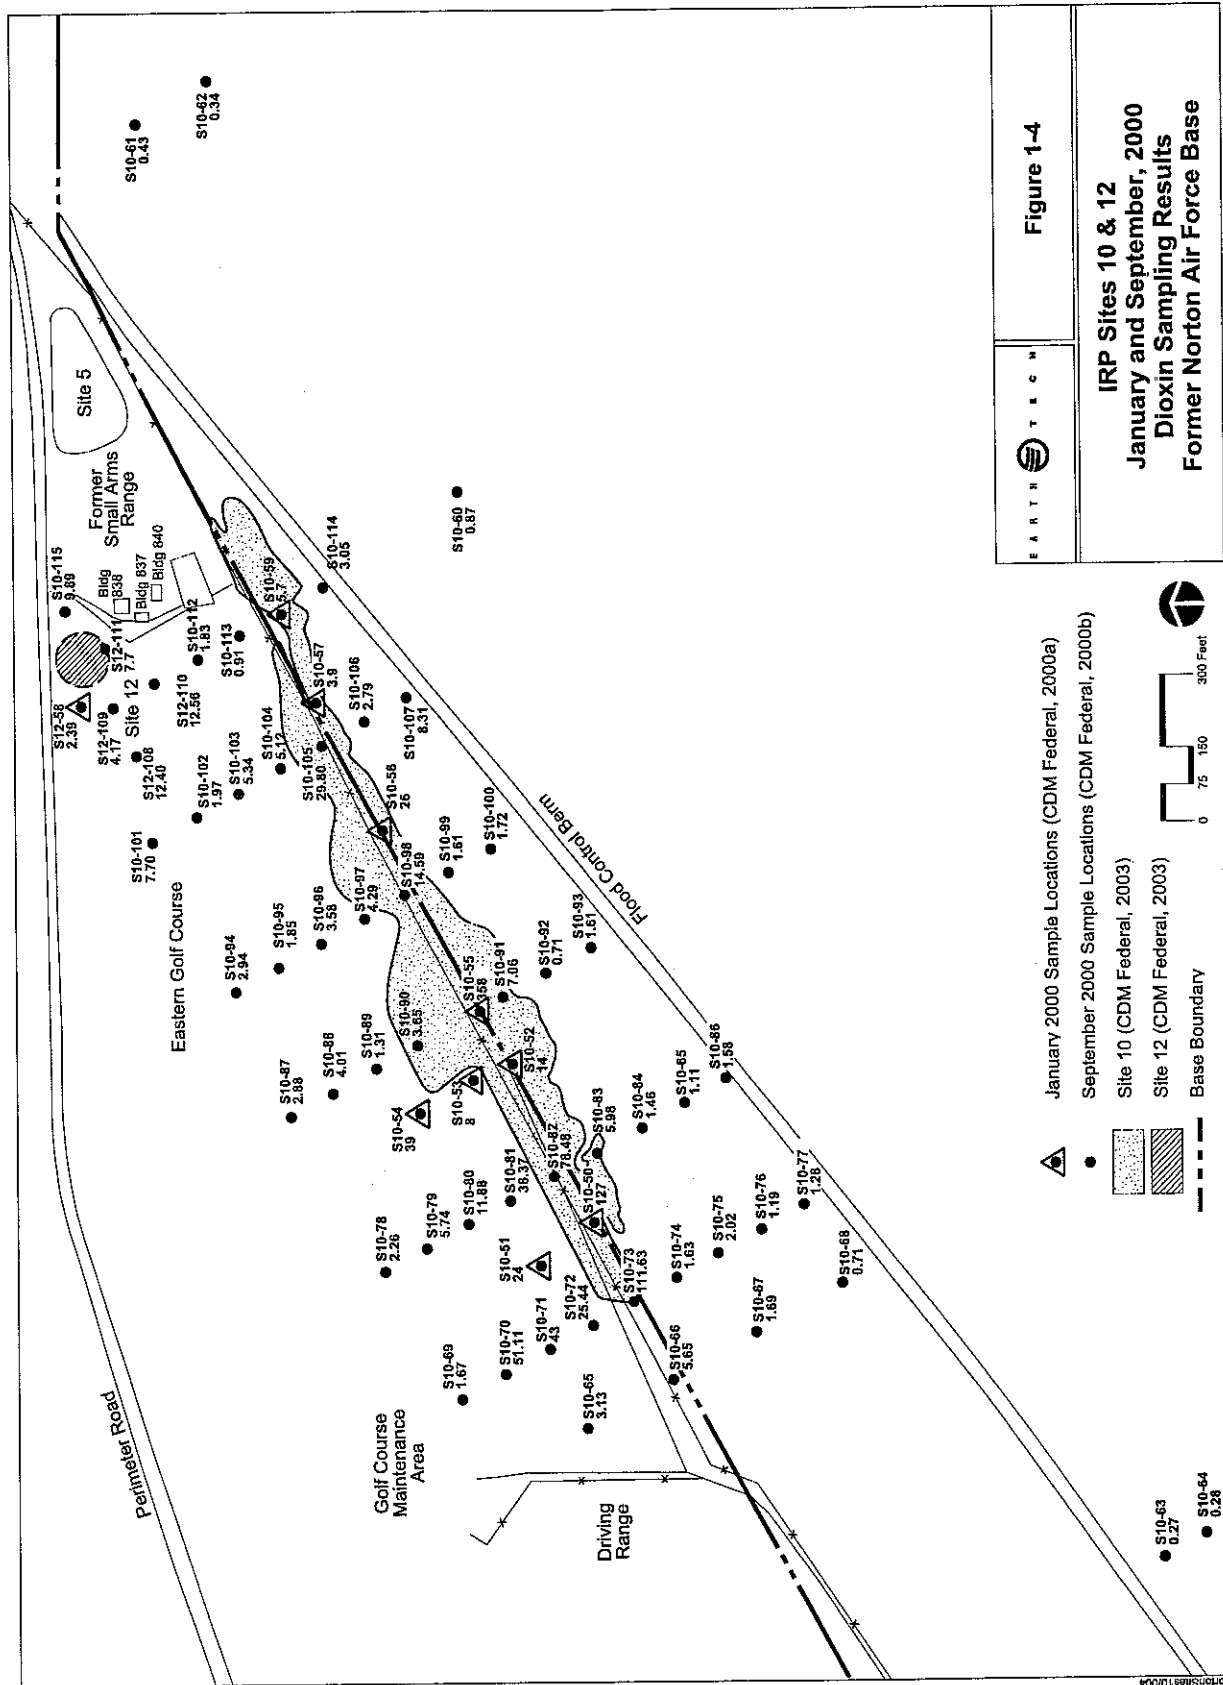 S10-61
0.43
S10-62
0.34
Site 5
Former
Small Arms
Range
S10-115
9.89
Bldg
838
Bldg 837
Bldg 840
S12-111
7.7
S10-112
1.83
S10-113
0.91
S10-59
5.7
S10-114
3.05
S10-60
0.87
S12-58
2.39
S12-109
4.17
Site 12
S12-108
12.40
S12-110
12.56
S10-57
3.9
S10-106
2.79
S10-107
8.31
S10-101
7.70
S10-102
1.97
S10-103
5.34
S10-104
5.12
S10-105
29.80
S10-56
26
S10-98
14.59
S10-99
1.61
S10-100
1.72
Eastern Golf Course
S10-94
2.94
S10-95
1.85
S10-96
3.58
S10-97
4.29
S10-55
358
S10-91
7.06
S10-92
0.71
S10-93
1.61
Flood Control Berm
S10-87
2.88
S10-88
4.01
S10-89
1.31
S10-90
3.65
S10-54
39
S10-53
8
S10-52
14
S10-83
5.98
S10-84
1.46
S10-85
1.11
S10-86
1.58
S10-78
2.26
S10-79
5.74
S10-80
11.88
S10-81
38.37
S10-82
78.48
S10-50
127
S10-51
24
S10-69
1.67
S10-70
51.11
S10-71
43
S10-72
25.44
S10-73
111.63
S10-74
1.63
S10-75
2.02
S10-76
1.19
S10-77
1.28
S10-65
3.13
S10-66
5.65
S10-67
1.69
S10-68
0.71
Perimeter Road
Golf Course
Maintenance
Area
Driving
Range
S10-63
0.27
S10-64
0.28
January 2000 Sample Locations (CDM Federal, 2000a)
September 2000 Sample Locations (CDM Federal, 2000b)
Site 10 (CDM Federal, 2003)
Site 12 (CDM Federal, 2003)
Base Boundary
0 75 150 300 Feet
EARTH TECH
Figure 1-4
IRP Sites 10 & 12
January and September, 2000
Dioxin Sampling Results
Former Norton Air Force Base